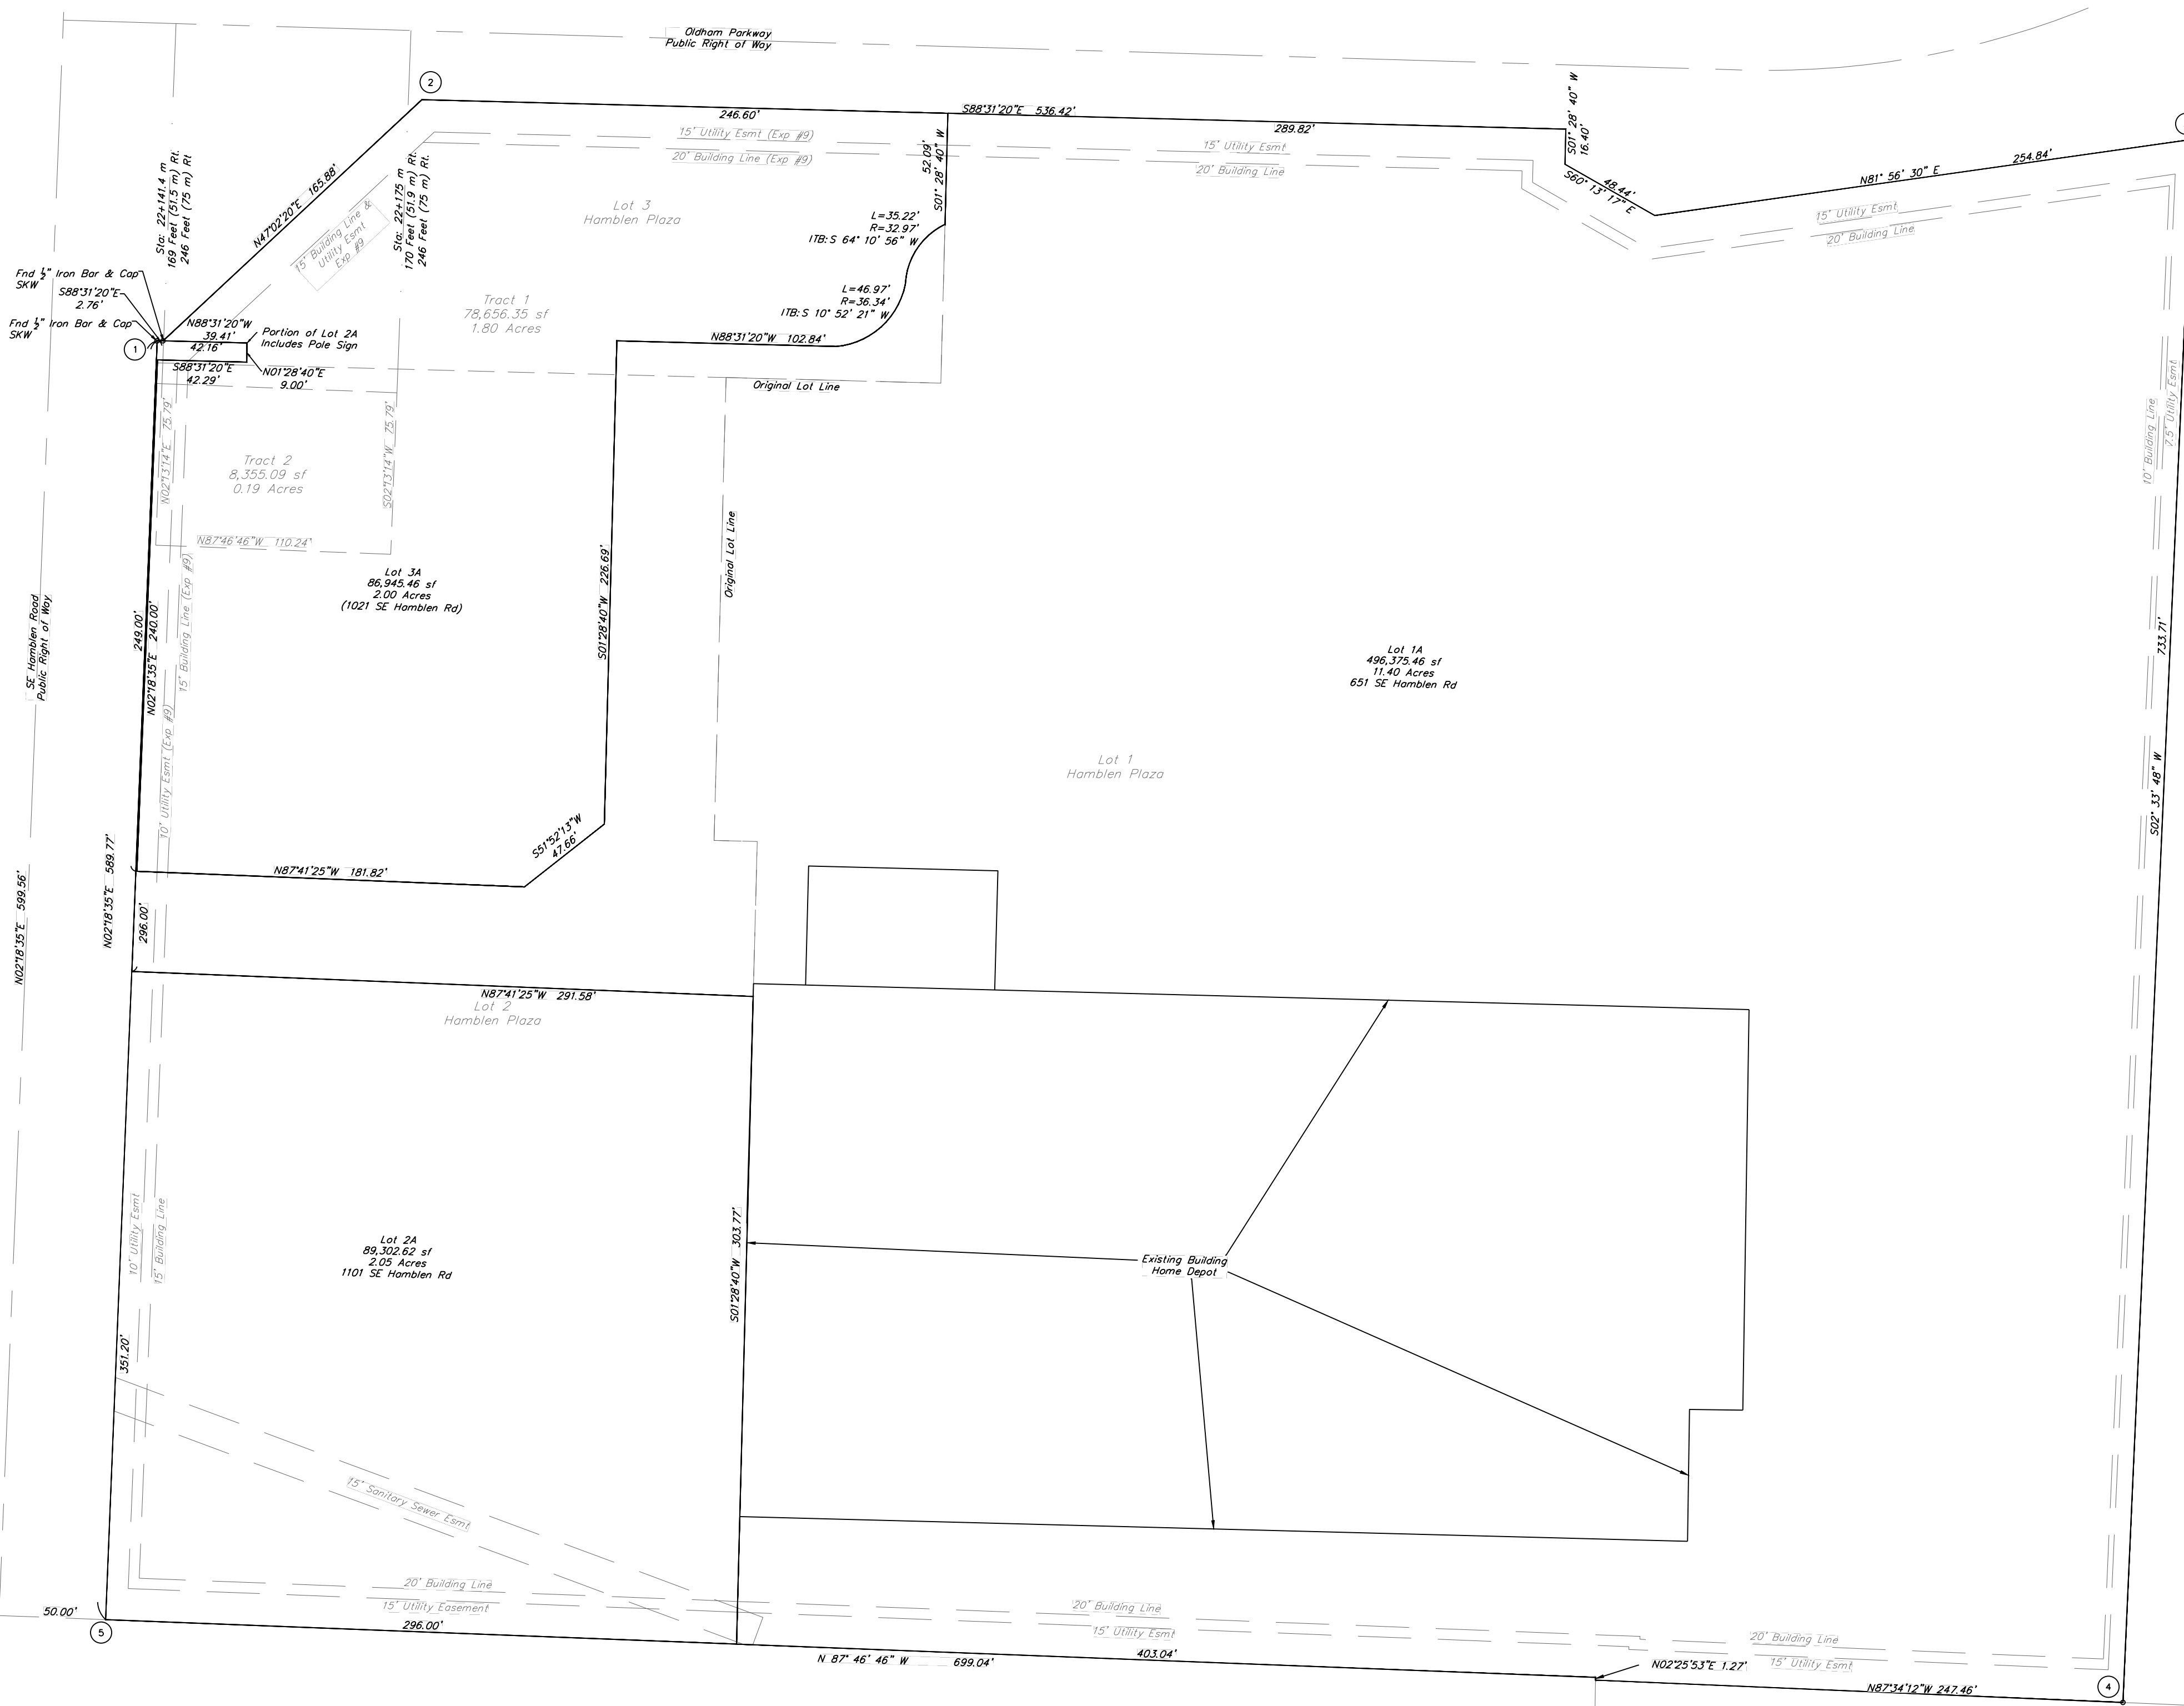 Oldham Parkway
Public Right of Way
2
S88°31'20"E 536.42'
246.60'
289.82'
15' Utility Esmt (Exp #9)
20' Building Line (Exp #9)
15' Utility Esmt
20' Building Line
S01° 28' 40" W
16.40'
S60° 13' 17" E
48.44'
N81° 56' 30" E
254.84'
15' Utility Esmt
20' Building Line
Sta: 22+141.4 m
169 Feet (51.5 m) Rt.
246 Feet (75 m) Rt
N47°02'20"E 165.88'
15' Building Line &
Utility Esmt
Exp #9
Sta: 22+175 m
170 Feet (51.9 m) Rt.
246 Feet (75 m) Rt.
Lot 3
Hamblen Plaza
52.09'
S01° 28' 40" W
L=35.22'
R=32.97'
ITB: S 64° 10' 56" W
L=46.97'
R=36.34'
ITB: S 10° 52' 21" W
Fnd ½" Iron Bar & Cap
SKW
S88°31'20"E
2.76'
Fnd ½" Iron Bar & Cap
SKW
1
N88°31'20"W
39.41'
42.16'
Portion of Lot 2A
Includes Pole Sign
S88°31'20"E
42.29'
N01°28'40"E
9.00'
Tract 1
78,656.35 sf
1.80 Acres
N88°31'20"W 102.84'
Original Lot Line
N02°13'14"E 75.79'
S02°13'14"W 75.79'
Tract 2
8,355.09 sf
0.19 Acres
N87°46'46"W 110.24'
Original Lot Line
10' Building Line
7.5' Utility Esmt
Lot 3A
86,945.46 sf
2.00 Acres
(1021 SE Hamblen Rd)
S01°28'40"W 226.69'
SE Hamblen Road
Public Right of Way
249.00'
N02°18'35"E 240.00'
15' Building Line (Exp #9)
10' Utility Esmt (Exp #9)
Lot 1A
496,375.46 sf
11.40 Acres
651 SE Hamblen Rd
733.71'
S02° 33' 48" W
Lot 1
Hamblen Plaza
S51°52'13"W
47.66'
N87°41'25"W 181.82'
N02°18'35"E 599.56'
N02°18'35"E 589.77'
296.00'
N87°41'25"W 291.58'
Lot 2
Hamblen Plaza
10' Utility Esmt
15' Building Line
Lot 2A
89,302.62 sf
2.05 Acres
1101 SE Hamblen Rd
S01°28'40"W 303.77'
Existing Building
Home Depot
351.20'
15' Sanitary Sewer Esmt
20' Building Line
15' Utility Easement
20' Building Line
15' Utility Esmt
20' Building Line
15' Utility Esmt
50.00'
5
296.00'
403.04'
N 87° 46' 46" W 699.04'
N02°25'53"E 1.27'
N87°34'12"W 247.46'
4